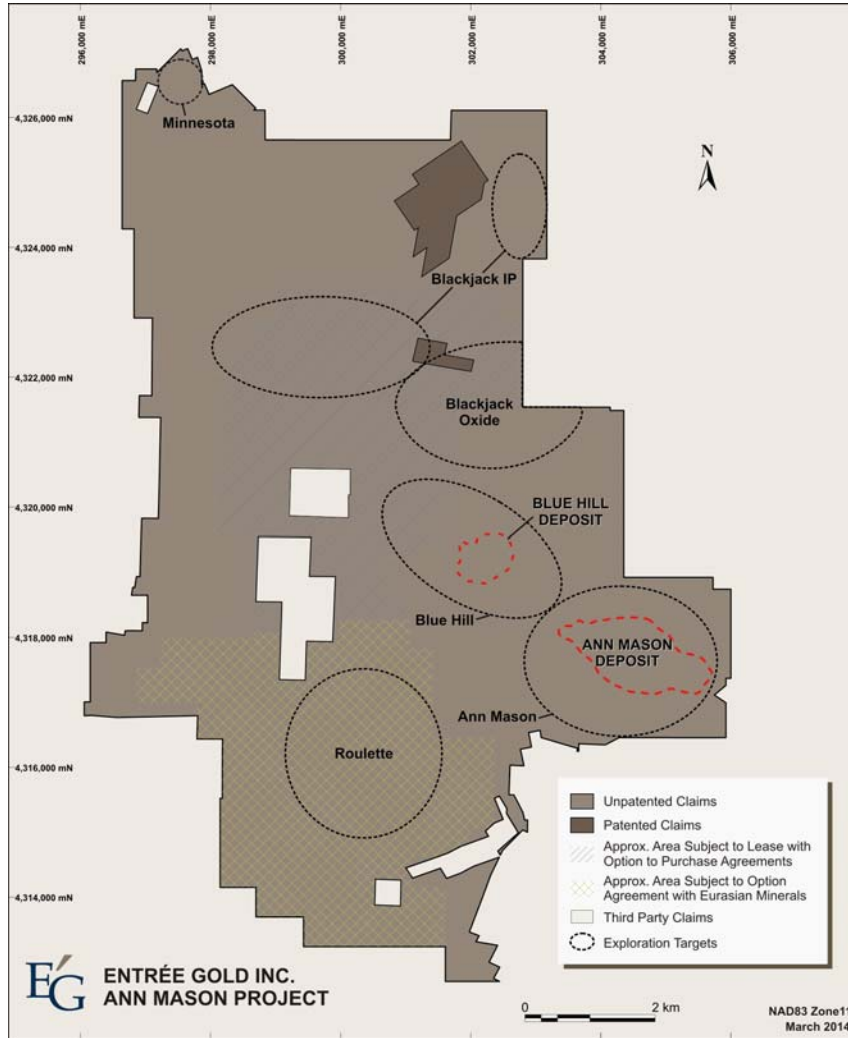 296,000 mE
298,000 mE
300,000 mE
302,000 mE
304,000 mE
306,000 mE
4,326,000 mN
4,324,000 mN
4,322,000 mN
4,320,000 mN
4,318,000 mN
4,316,000 mN
4,314,000 mN
N
Minnesota
Blackjack IP
Blackjack
Oxide
BLUE HILL
DEPOSIT
Blue Hill
ANN MASON
DEPOSIT
Ann Mason
Roulette
Unpatented Claims
Patented Claims
Approx. Area Subject to Lease with
Option to Purchase Agreements
Approx. Area Subject to Option
Agreement with Eurasian Minerals
Third Party Claims
Exploration Targets
EG
ENTRÉE GOLD INC.
ANN MASON PROJECT
0 2 km
NAD83 Zone11
March 2014